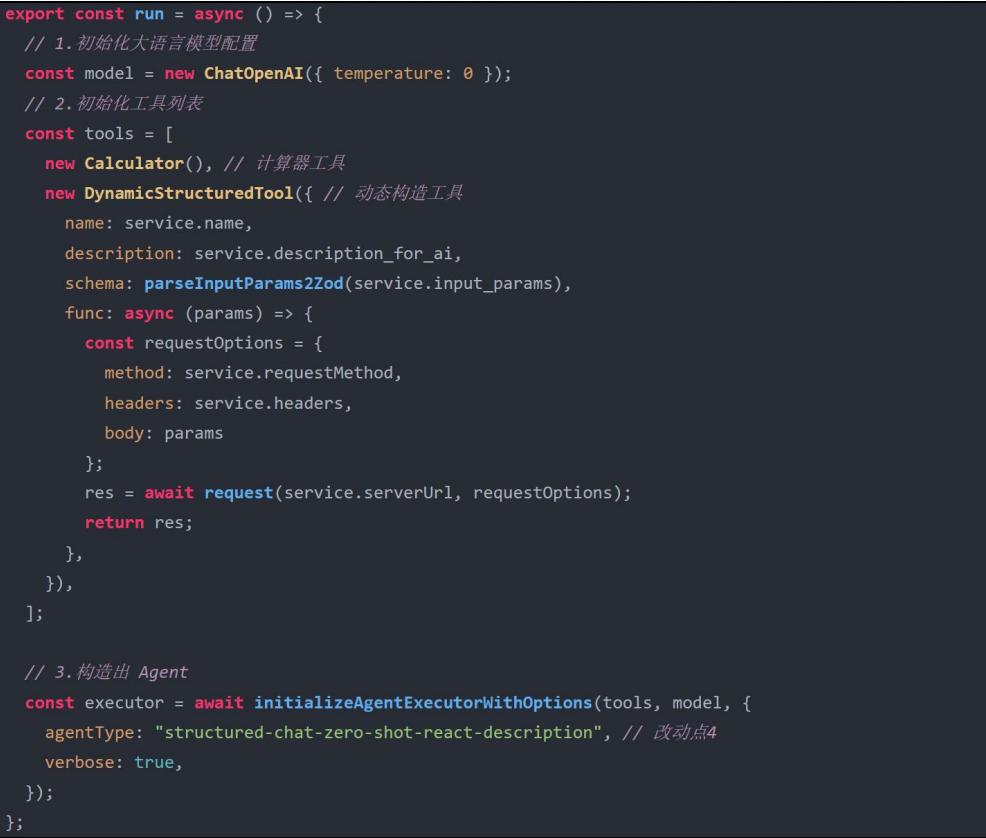 export const run = async () => {
  // 1.初始化大语言模型配置
  const model = new ChatOpenAI({ temperature: 0 });
  // 2.初始化工具列表
  const tools = [
    new Calculator(), // 计算器工具
    new DynamicStructuredTool({ // 动态构造工具
      name: service.name,
      description: service.description_for_ai,
      schema: parseInputParams2Zod(service.input_params),
      func: async (params) => {
        const requestOptions = {
          method: service.requestMethod,
          headers: service.headers,
          body: params
        };
        res = await request(service.serverUrl, requestOptions);
        return res;
      },
    }),
  ];

  // 3.构造出 Agent
  const executor = await initializeAgentExecutorWithOptions(tools, model, {
    agentType: "structured-chat-zero-shot-react-description", // 改动点4
    verbose: true,
  });
};